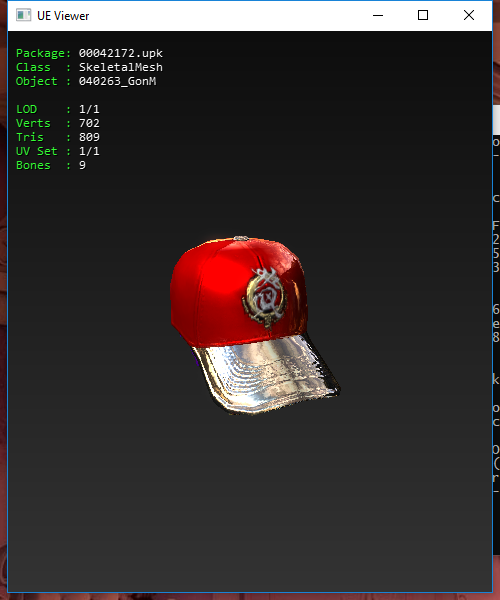 UE Viewer
Package: 00042172.upk
Class : SkeletalMesh
Object : 040263_GonM
LOD : 1/1
Verts : 702
Tris : 809
UV Set : 1/1
Bones : 9